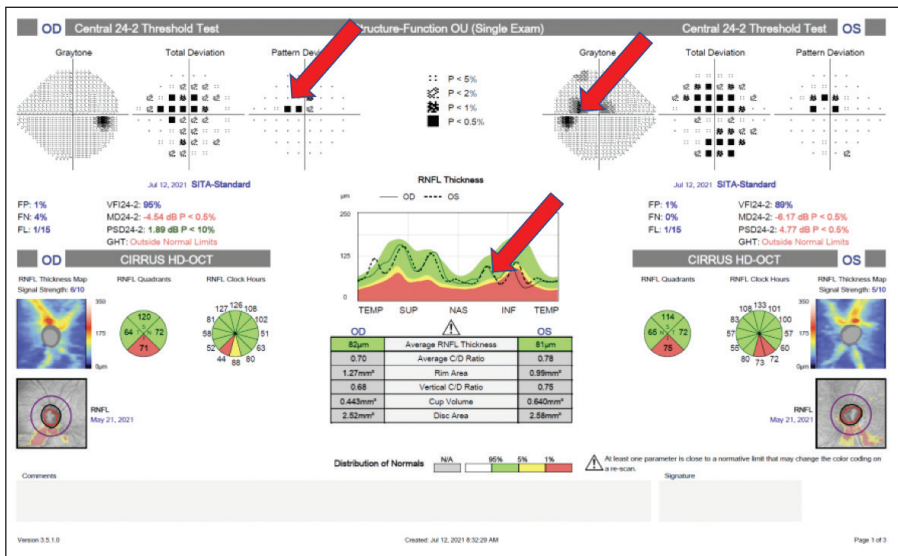 OD Central 24-2 Threshold Test
Structure-Function OU (Single Exam)
Central 24-2 Threshold Test OS
Graytone Total Deviation Pattern Deviation
P < 5%
P < 2%
P < 1%
P < 0.5%
Graytone Total Deviation Pattern Deviation
Jul 12, 2021 SITA-Standard
FP: 1% VFI24-2: 95%
FN: 4% MD24-2: -4.54 dB P < 0.5%
FL: 1/15 PSD24-2: 1.89 dB P < 10%
GHT: Outside Normal Limits
RNFL Thickness
μm OD OS
250
125
0
TEMP SUP NAS INF TEMP
Jul 12, 2021 SITA-Standard
FP: 1% VFI24-2: 89%
FN: 0% MD24-2: -6.17 dB P < 0.5%
FL: 1/15 PSD24-2: 4.77 dB P < 0.5%
GHT: Outside Normal Limits
OD CIRRUS HD-OCT
RNFL Thickness Map RNFL Quadrants RNFL Clock Hours
Signal Strength: 6/10
350
0μm
120
S
64 T N 72
I
71
126
127 108
81 102
58 51
52 63
44 80
88
RNFL
May 21, 2021
OD OS
82μm Average RNFL Thickness 81μm
0.70 Average C/D Ratio 0.78
1.27mm² Rim Area 0.99mm²
0.68 Vertical C/D Ratio 0.75
0.443mm³ Cup Volume 0.640mm³
2.52mm² Disc Area 2.58mm²
CIRRUS HD-OCT OS
RNFL Quadrants RNFL Clock Hours RNFL Thickness Map
Signal Strength: 5/10
114
S
65 T N 72
I
75
133
108 101
83 100
57 57
55 60
80 72
73
350
0μm
RNFL
May 21, 2021
Distribution of Normals
N/A 95% 5% 1%
At least one parameter is close to a normative limit that may change the color coding on
a re-scan.
Comments
Signature
Version 3.5.1.0
Created: Jul 12, 2021 8:32:29 AM
Page 1 of 3